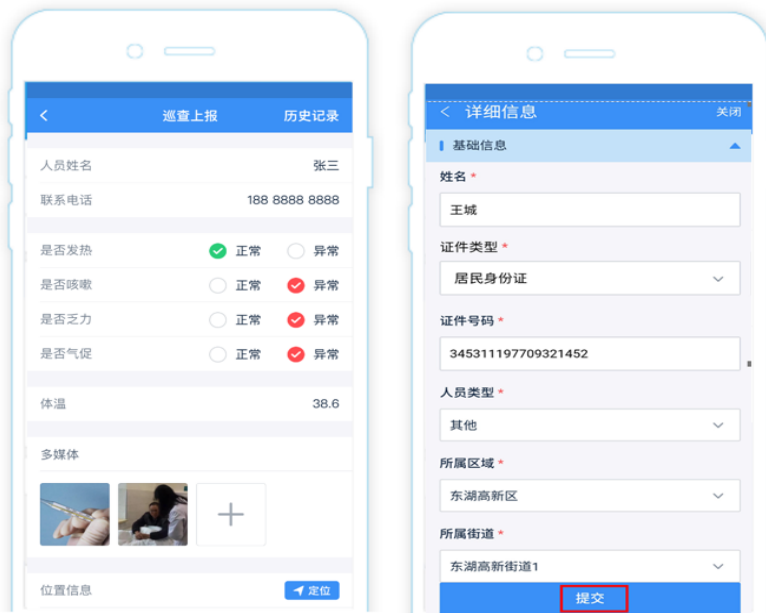 巡查上报 历史记录
人员姓名 张三
联系电话 188 8888 8888
是否发热 正常 异常
是否咳嗽 正常 异常
是否乏力 正常 异常
是否气促 正常 异常
体温 38.6
多媒体
位置信息 定位
详细信息 关闭
基础信息
姓名 *
王城
证件类型 *
居民身份证
证件号码 *
345311197709321452
人员类型 *
其他
所属区域 *
东湖高新区
所属街道 *
东湖高新街道1
提交